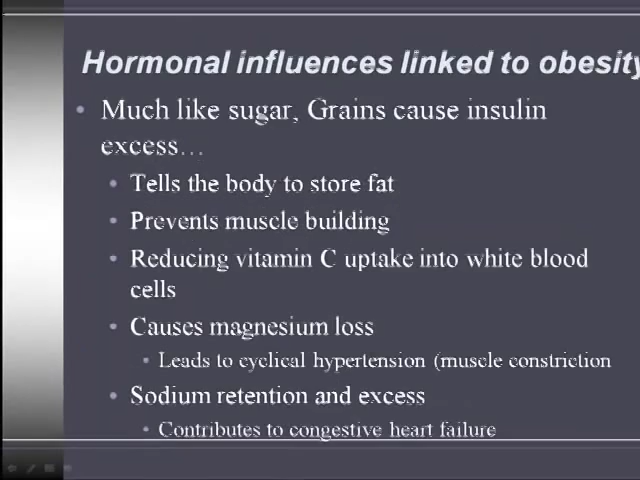 Hormonal influences linked to obesity
• Much like sugar, Grains cause insulin
excess…
• Tells the body to store fat
• Prevents muscle building
• Reducing vitamin C uptake into white blood
cells
• Causes magnesium loss
• Leads to cyclical hypertension (muscle constriction
• Sodium retention and excess
• Contributes to congestive heart failure